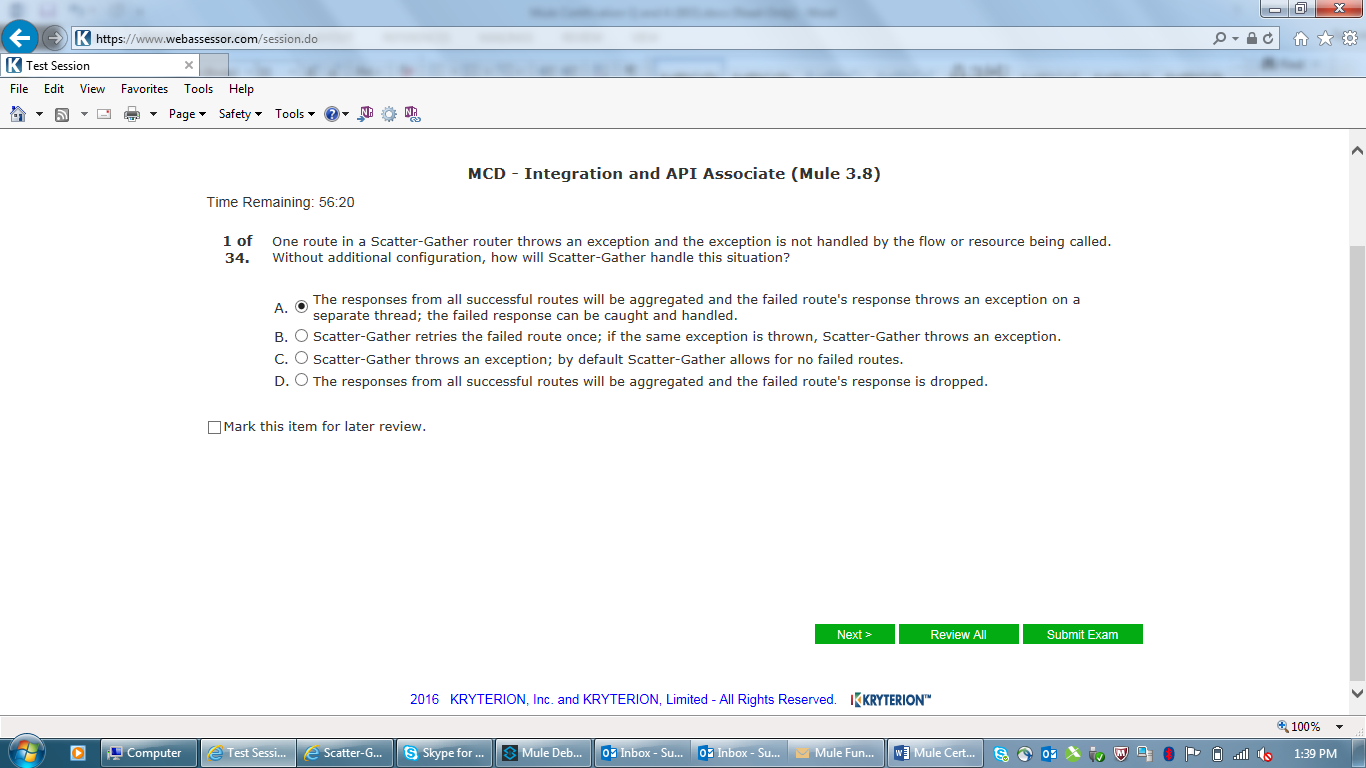 https://www.webassessor.com/session.do
Test Session
File Edit View Favorites Tools Help
Page Safety Tools
MCD - Integration and API Associate (Mule 3.8)
Time Remaining: 56:20
1 of 34.
One route in a Scatter-Gather router throws an exception and the exception is not handled by the flow or resource being called.
Without additional configuration, how will Scatter-Gather handle this situation?
A. The responses from all successful routes will be aggregated and the failed route's response throws an exception on a
separate thread; the failed response can be caught and handled.
B. Scatter-Gather retries the failed route once; if the same exception is thrown, Scatter-Gather throws an exception.
C. Scatter-Gather throws an exception; by default Scatter-Gather allows for no failed routes.
D. The responses from all successful routes will be aggregated and the failed route's response is dropped.
Mark this item for later review.
Next > Review All Submit Exam
2016 KRYTERION, Inc. and KRYTERION, Limited - All Rights Reserved. KRYTERION™
100%
Computer Test Sessi... Scatter-G... Skype for ... Mule Deb... Inbox - Su... Inbox - Su... Mule Fun... Mule Cert... 1:39 PM